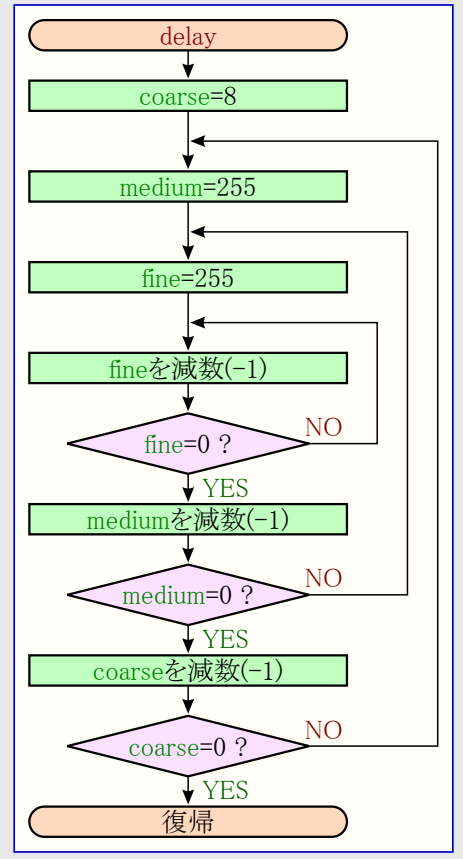 delay
coarse=8
medium=255
fine=255
fineを減数(-1)
fine=0 ?
NO
YES
mediumを減数(-1)
medium=0 ?
NO
YES
coarseを減数(-1)
coarse=0 ?
NO
YES
復帰